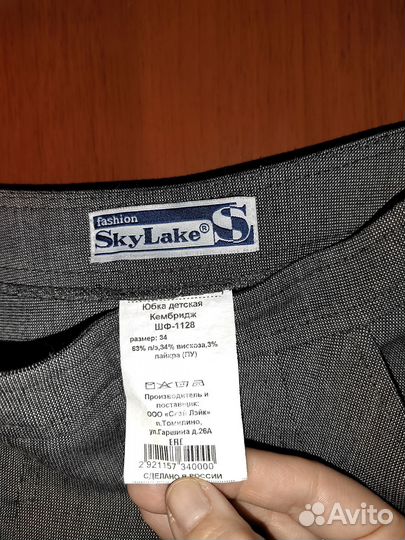 fashion
SkyLake® S
Юбка детская
Кембридж
ШФ-1128
размер: 34
63% п/э,34% вискоза,3%
лайкра (ПУ)
Производитель и
поставщик:
ООО «Скай Лэйк»
п.Томилино,
ул.Гаршина д.26А
ЕАС
2 921157 340000
СДЕЛАНО В РОССИИ
Avito